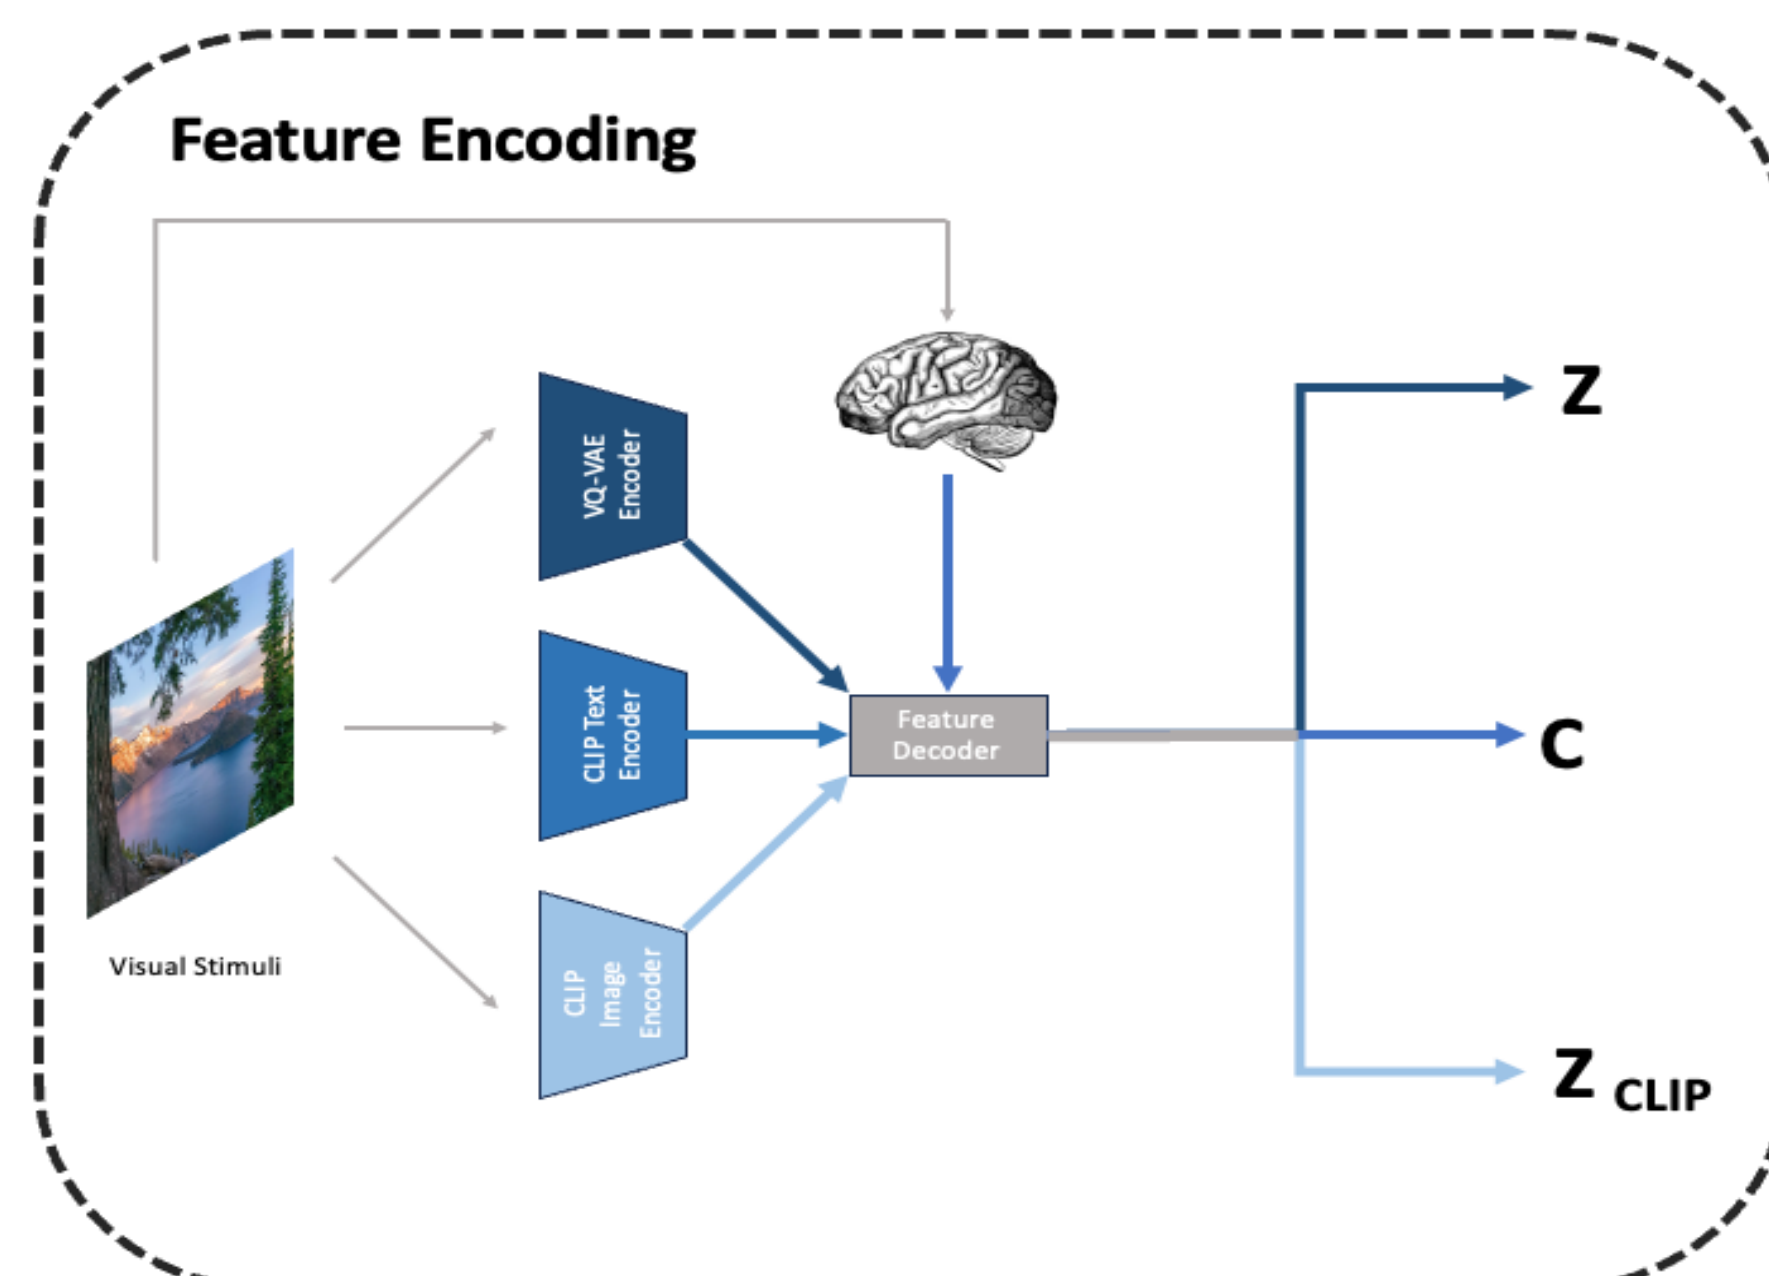 Feature Encoding
VQ-VAE
Encoder
CLIP Text
Encoder
CLIP
Image
Encoder
Visual Stimuli
Feature
Decoder
Z
C
Z CLIP